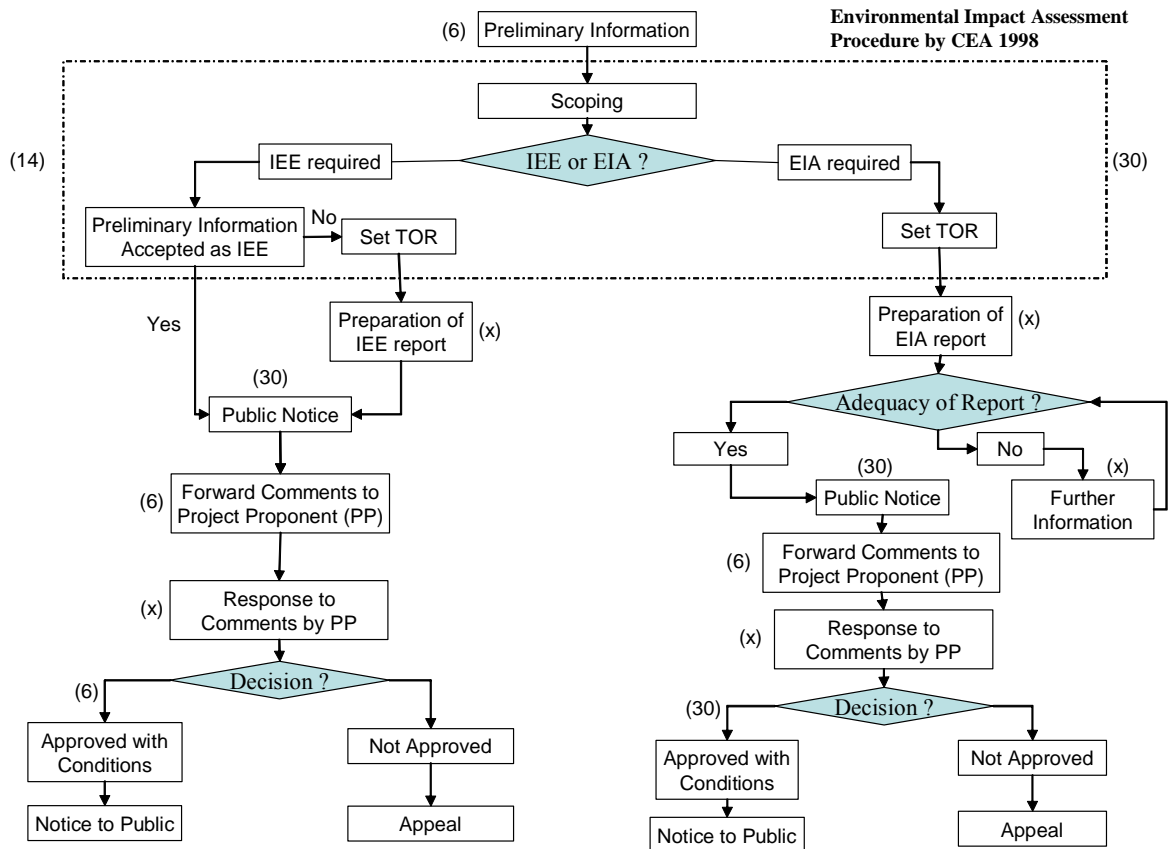 Environmental Impact Assessment
Procedure by CEA 1998
(6)
Preliminary Information
Scoping
(14)
IEE required
IEE or EIA ?
EIA required
(30)
Preliminary Information
Accepted as IEE
No
Set TOR
Set TOR
Yes
Preparation of
IEE report
(x)
Preparation of
EIA report
(x)
(30)
Public Notice
Adequacy of Report ?
Yes
No
(x)
Further
Information
(30)
Public Notice
(6)
Forward Comments to
Project Proponent (PP)
(6)
Forward Comments to
Project Proponent (PP)
(x)
Response to
Comments by PP
(x)
Response to
Comments by PP
Decision ?
(6)
Approved with
Conditions
Not Approved
Notice to Public
Appeal
Decision ?
(30)
Approved with
Conditions
Not Approved
Notice to Public
Appeal